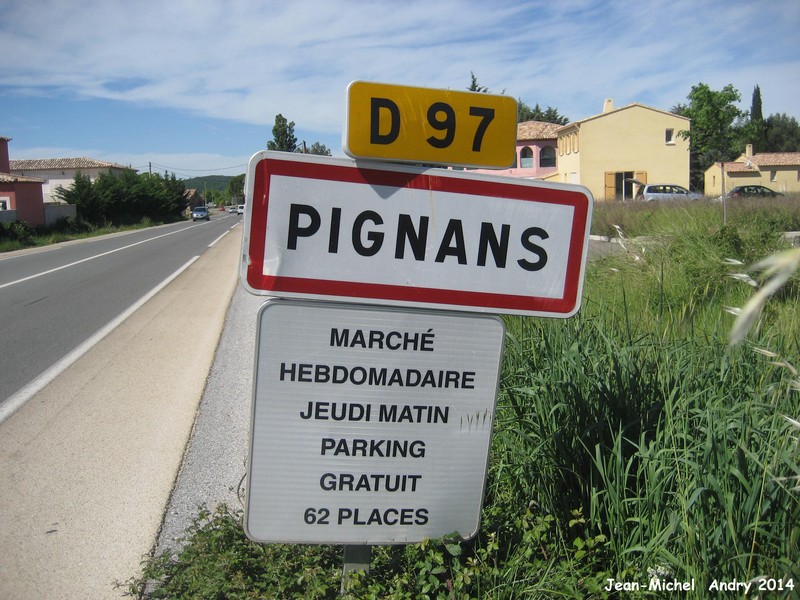 D 97
PIGNANS
MARCHÉ
HEBDOMADAIRE
JEUDI MATIN
PARKING
GRATUIT
62 PLACES
Jean-Michel Andry 2014